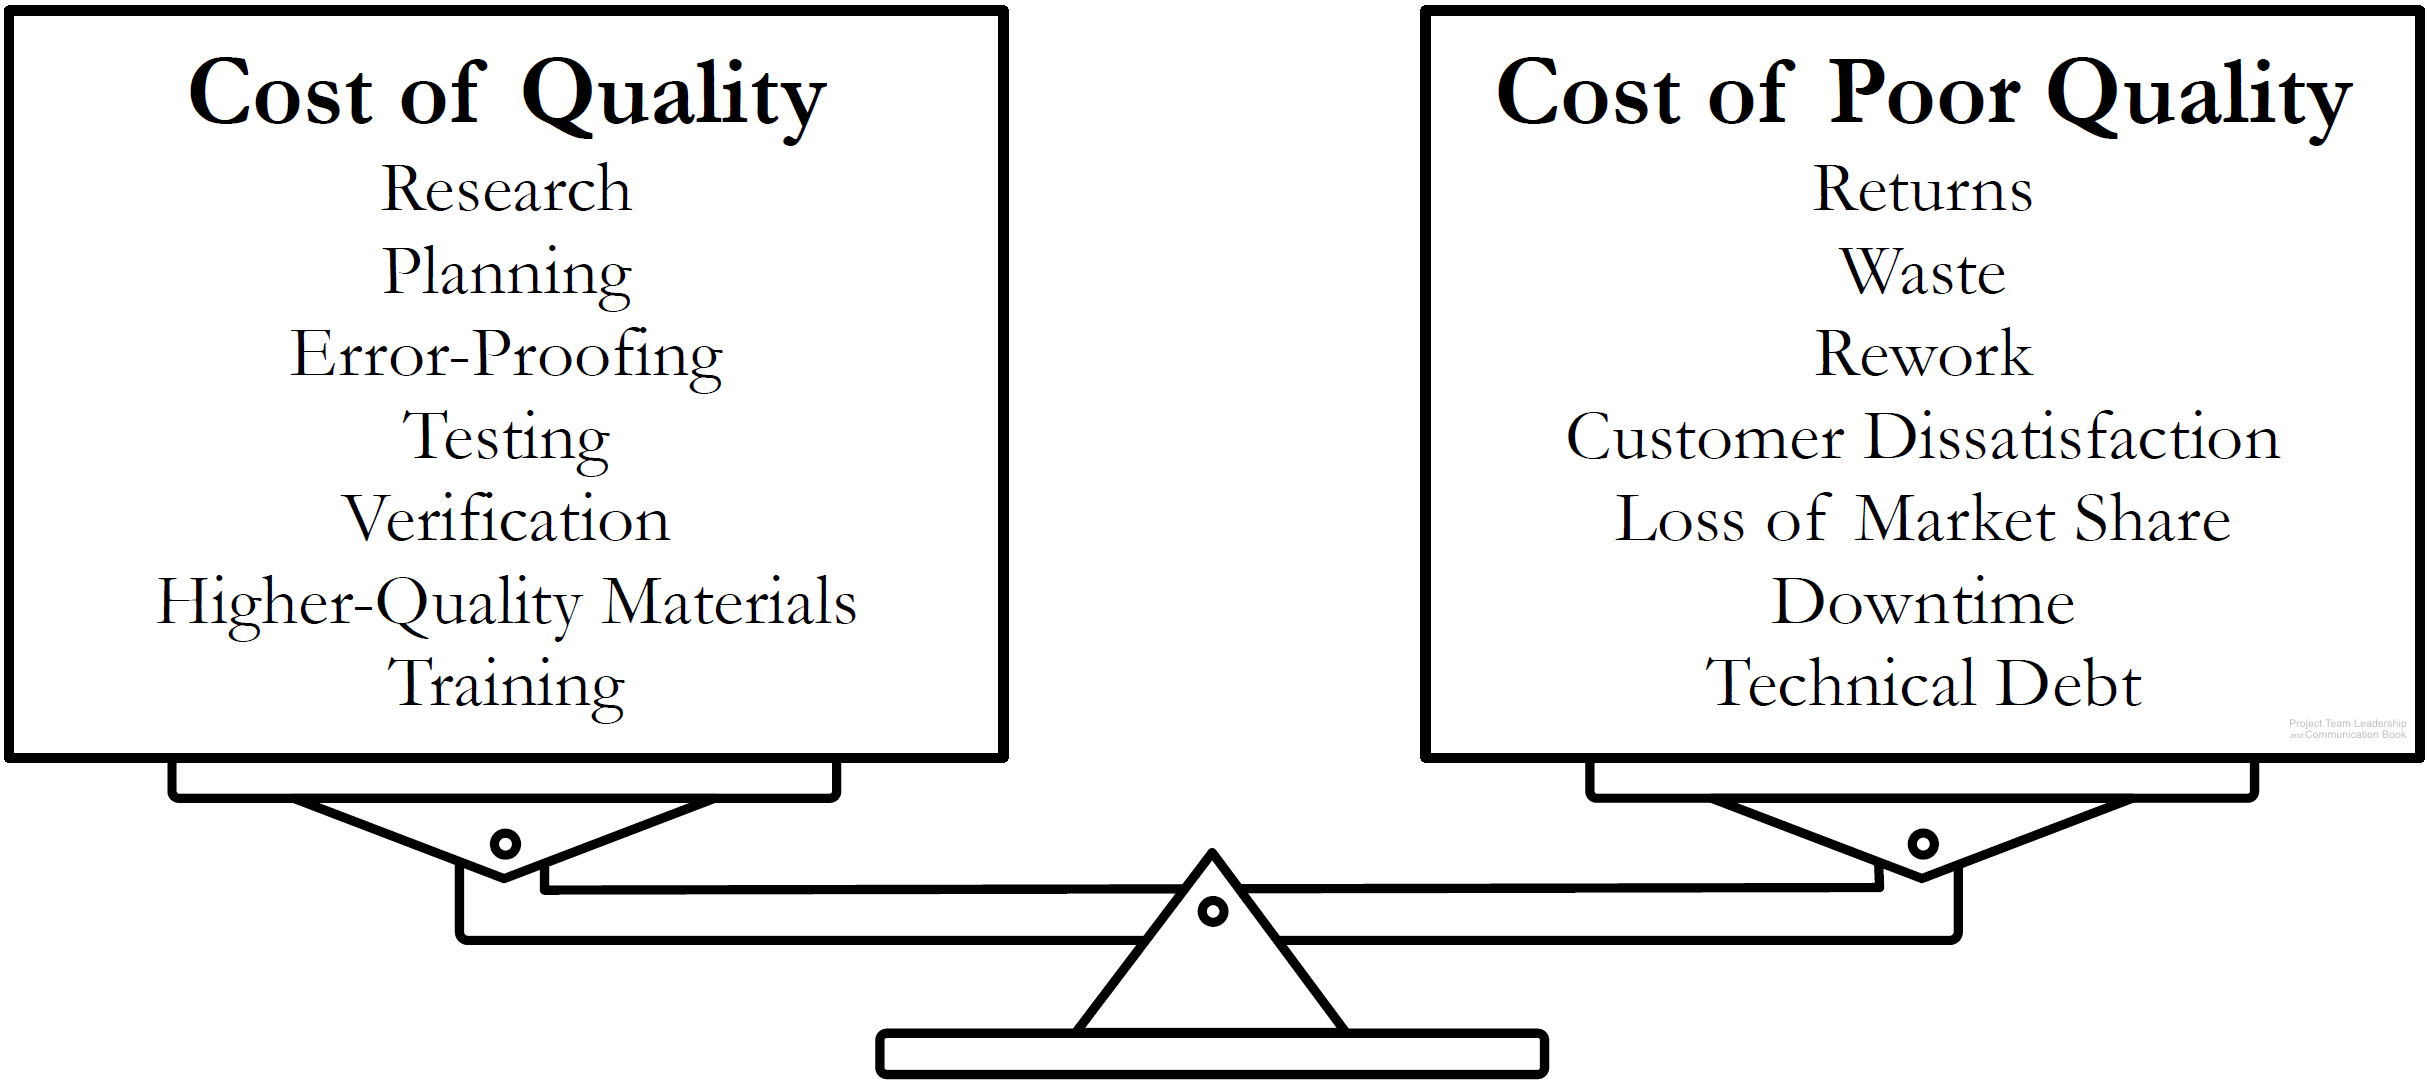 Cost of Quality
Research
Planning
Error-Proofing
Testing
Verification
Higher-Quality Materials
Training
Cost of Poor Quality
Returns
Waste
Rework
Customer Dissatisfaction
Loss of Market Share
Downtime
Technical Debt
Project Team Leadership
and Communication Book